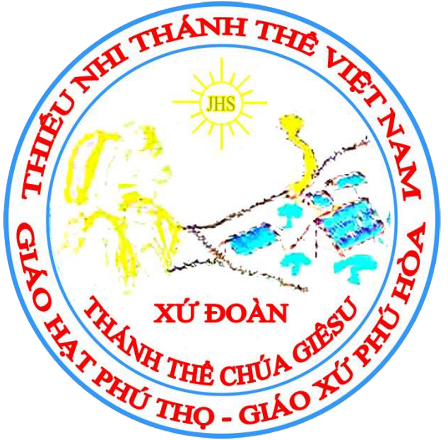 THIẾU NHI THÁNH THỂ VIỆT NAM
JHS
XỨ ĐOÀN
THÁNH THỂ CHÚA GIÊSU
GIÁO HẠT PHÚ THỌ - GIÁO XỨ PHÚ HÒA